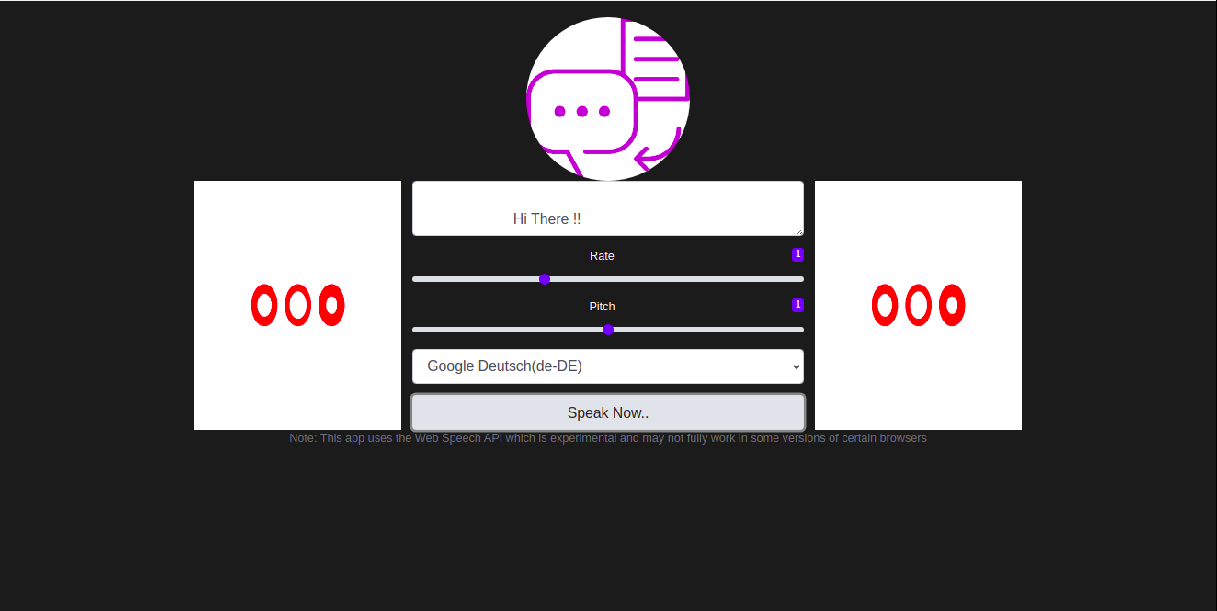 Hi There !!
Rate 1
Pitch 1
Google Deutsch(de-DE)
Speak Now..
Note: This app uses the Web Speech API which is experimental and may not fully work in some versions of certain browsers